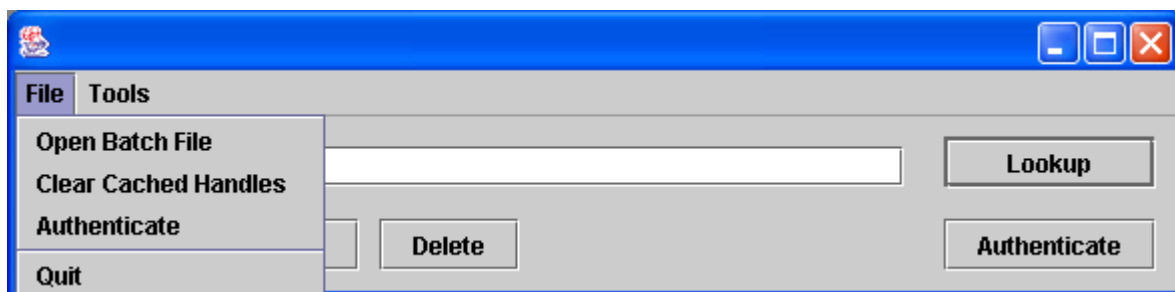 File Tools
Open Batch File
Clear Cached Handles
Lookup
Authenticate
Delete
Authenticate
Quit